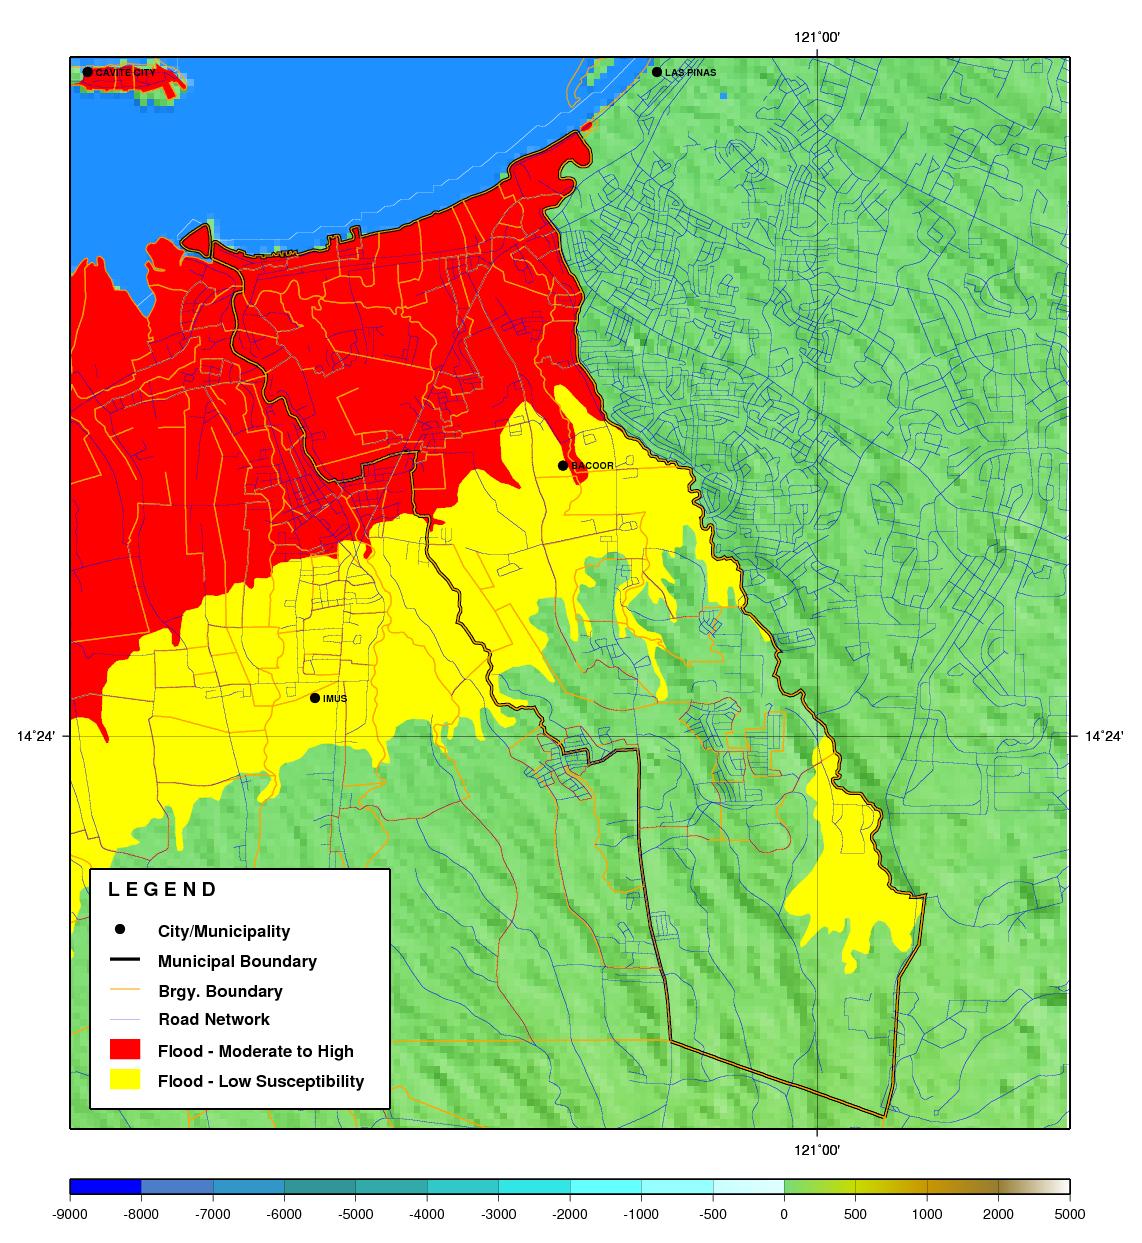 121°00'
CAVITE CITY
LAS PINAS
BACOOR
IMUS
14°24'
14°24'
LEGEND
City/Municipality
Municipal Boundary
Brgy. Boundary
Road Network
Flood - Moderate to High
Flood - Low Susceptibility
121°00'
-9000 -8000 -7000 -6000 -5000 -4000 -3000 -2000 -1000 -500 0 500 1000 2000 5000